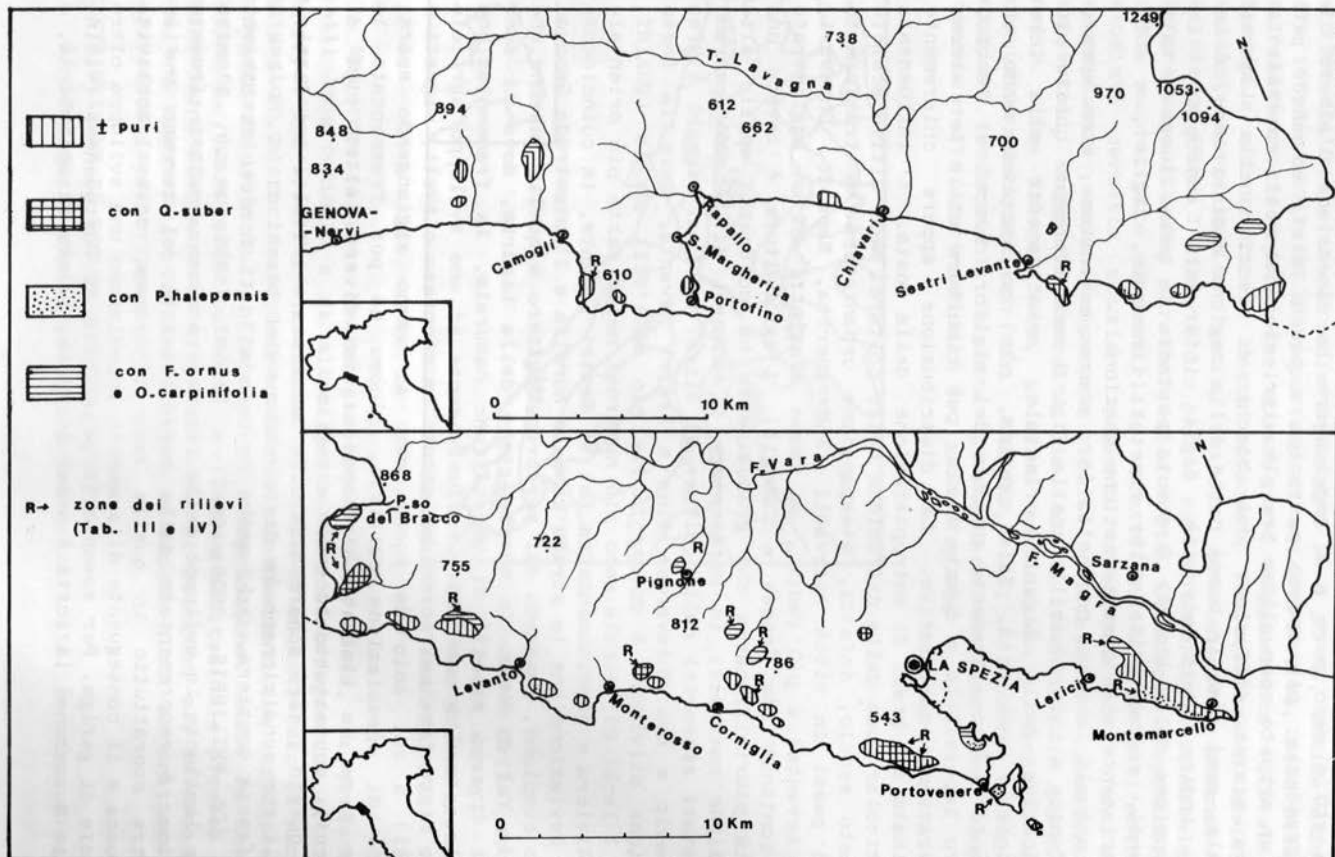 ± puri
con Q.suber
con P.halepensis
con F.ornus
e O.carpinifolia
R→ zone dei rilievi
(Tab. III e IV)
1249
N
738
T. Lavagna
1053
970
1094
894
612
662
848
700
834
GENOVA-
-Nervi
Rapallo
Camogli
S. Margherita
Chiavari
Sestri Levante
R
610
R
Portofino
0
10 Km
868
P.so
del Bracco
F. Vara
N
R
722
R
F. Magra
Sarzana
755
Pignone
R
R
812
R
R
786
R
LA SPEZIA
Lerici
R
Levanto
R
543
Monterosso
Corniglia
R
Montemarcello
Portovenere
R
0
10 Km